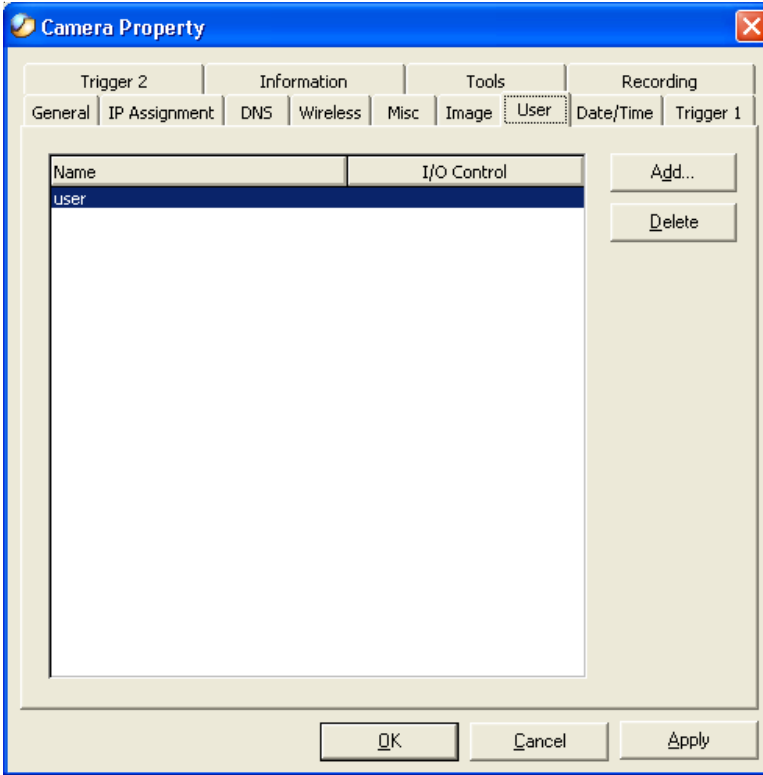 Camera Property
Trigger 2 Information Tools Recording
General IP Assignment DNS Wireless Misc Image User Date/Time Trigger 1
Name I/O Control Add...
user
Delete
OK Cancel Apply